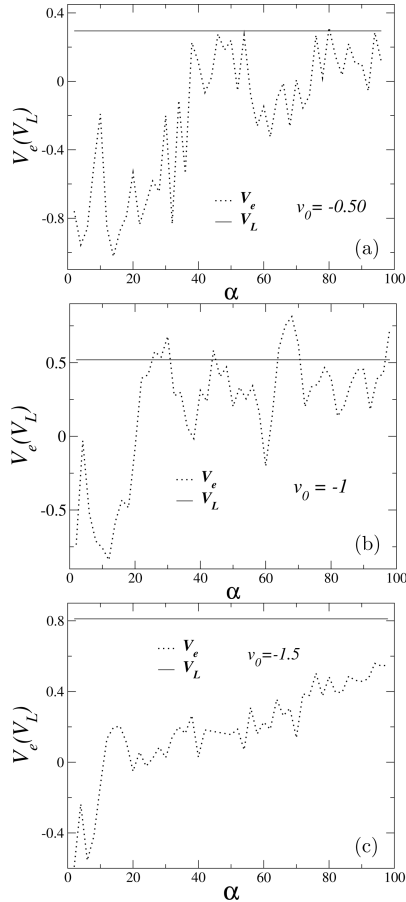 0.4
0
-0.4
-0.8
V_e(V_L)
V_e
V_L
v_0= -0.50
(a)
0 20 40 60 80 100
α
0.5
0
-0.5
V_e(V_L)
V_e
V_L
v_0 = -1
(b)
0 20 40 60 80 100
α
0.8
0.4
0
-0.4
V_e(V_L)
V_e
V_L
v_0=-1.5
(c)
0 20 40 60 80 100
α